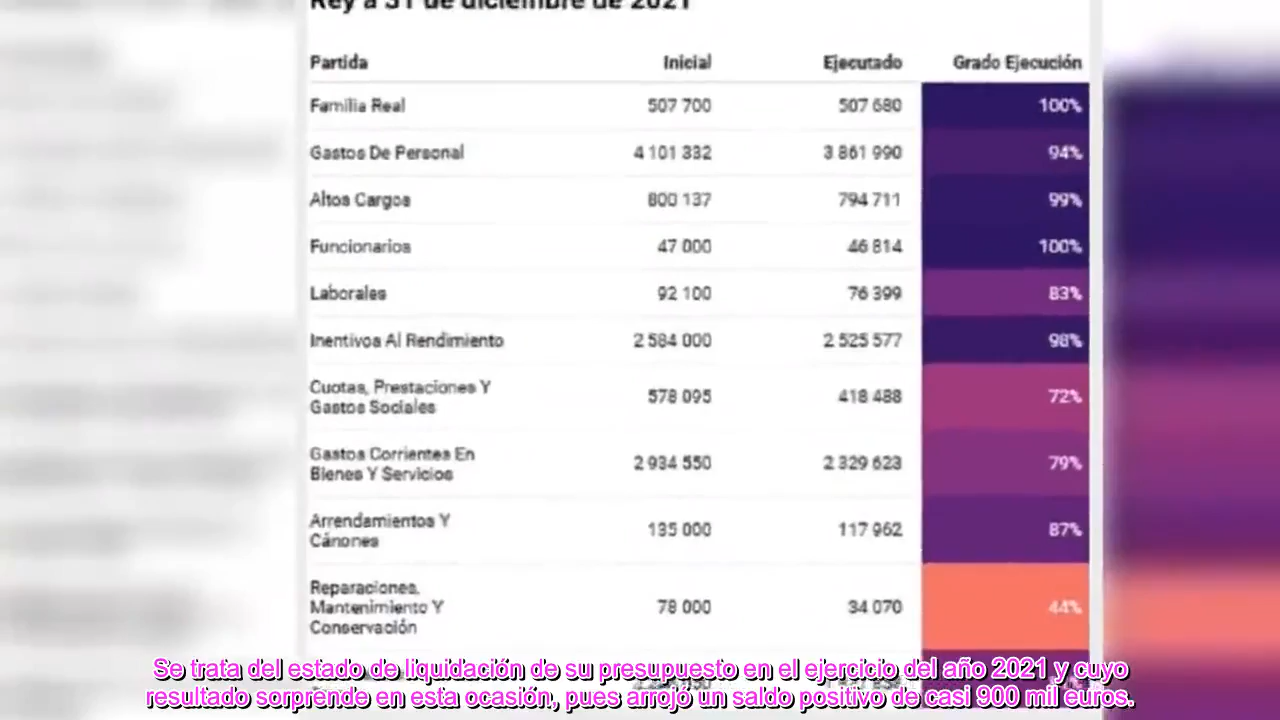 Rey a 31 de diciembre de 2021
Partida Inicial Ejecutado Grado Ejecución
Familia Real 507 700 507 680 100%
Gastos De Personal 4 101 332 3 861 990 94%
Altos Cargos 800 137 794 711 99%
Funcionarios 47 000 46 814 100%
Laborales 92 100 76 399 83%
Inentivos Al Rendimiento 2 584 000 2 525 577 98%
Cuotas, Prestaciones Y
Gastos Sociales 578 095 418 488 72%
Gastos Corrientes En
Bienes Y Servicios 2 934 550 2 329 623 79%
Arrendamientos Y
Cánones 135 000 117 962 87%
Reparaciones,
Mantenimiento Y
Conservación 78 000 34 070 44%
Se trata del estado de liquidación de su presupuesto en el ejercicio del año 2021 y cuyo
resultado sorprende en esta ocasión, pues arrojó un saldo positivo de casi 900 mil euros.